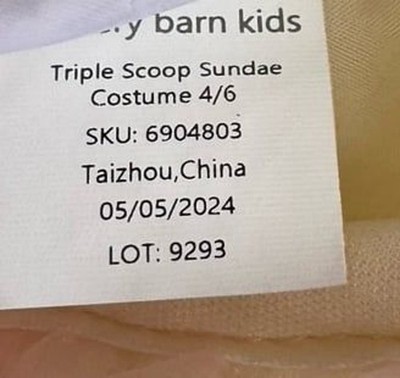 barn kids
Triple Scoop Sundae
Costume 4/6
SKU: 6904803
Taizhou,China
05/05/2024
LOT: 9293